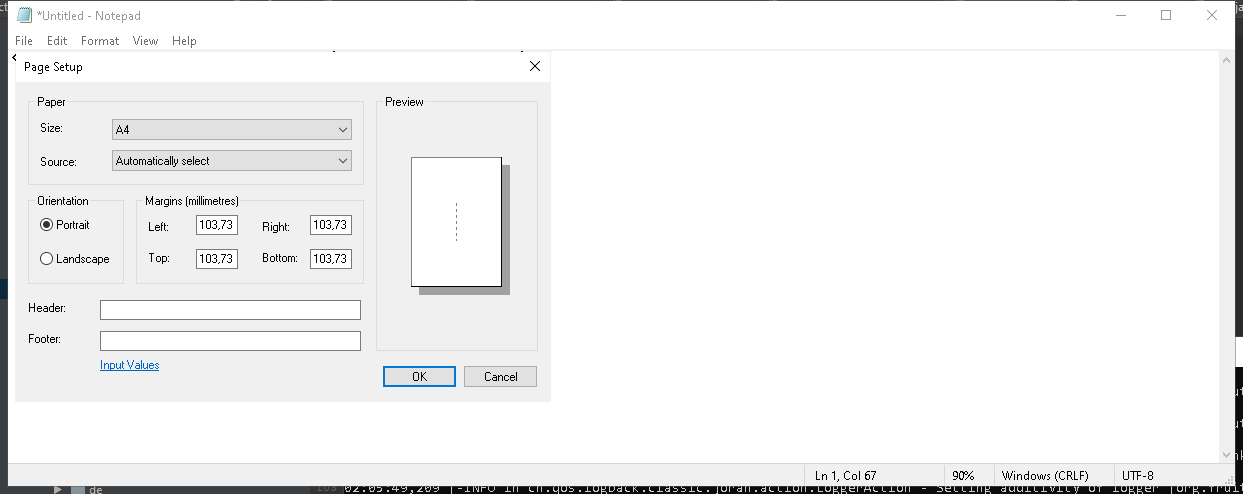 *Untitled - Notepad
File Edit Format View Help
Page Setup
Paper
Size: A4
Source: Automatically select
Preview
Orientation
Portrait
Landscape
Margins (millimetres)
Left: 103,73 Right: 103,73
Top: 103,73 Bottom: 103,73
Header:
Footer:
Input Values
OK Cancel
Ln 1, Col 67 90% Windows (CRLF) UTF-8
de
02:05:49,209 |-INFO in ch.qos.logback.classic.joran.action.LoggerAction - Setting additivity of logger